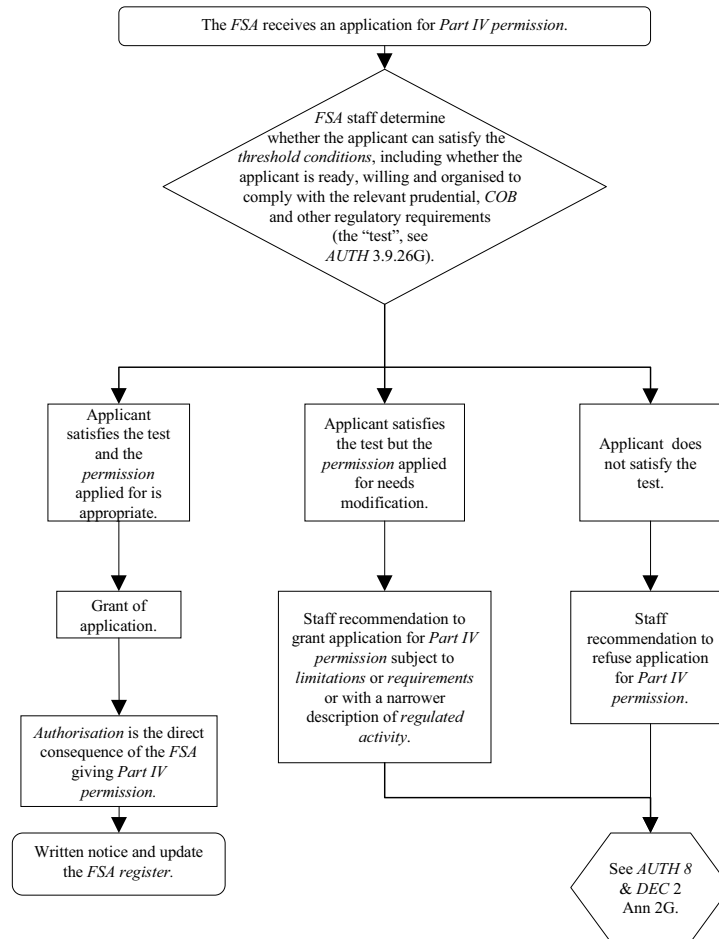 The FSA receives an application for Part IV permission.
FSA staff determine
whether the applicant can satisfy the
threshold conditions, including whether the
applicant is ready, willing and organised to
comply with the relevant prudential, COB
and other regulatory requirements
(the “test”, see
AUTH 3.9.26G).
Applicant
satisfies the test
and the
permission
applied for is
appropriate.
Applicant satisfies
the test but the
permission applied
for needs
modification.
Applicant does
not satisfy the
test.
Grant of
application.
Staff recommendation to
grant application for Part IV
permission subject to
limitations or requirements
or with a narrower
description of regulated
activity.
Staff
recommendation to
refuse application
for Part IV
permission.
Authorisation is the direct
consequence of the FSA
giving Part IV
permission.
Written notice and update
the FSA register.
See AUTH 8
& DEC 2
Ann 2G.